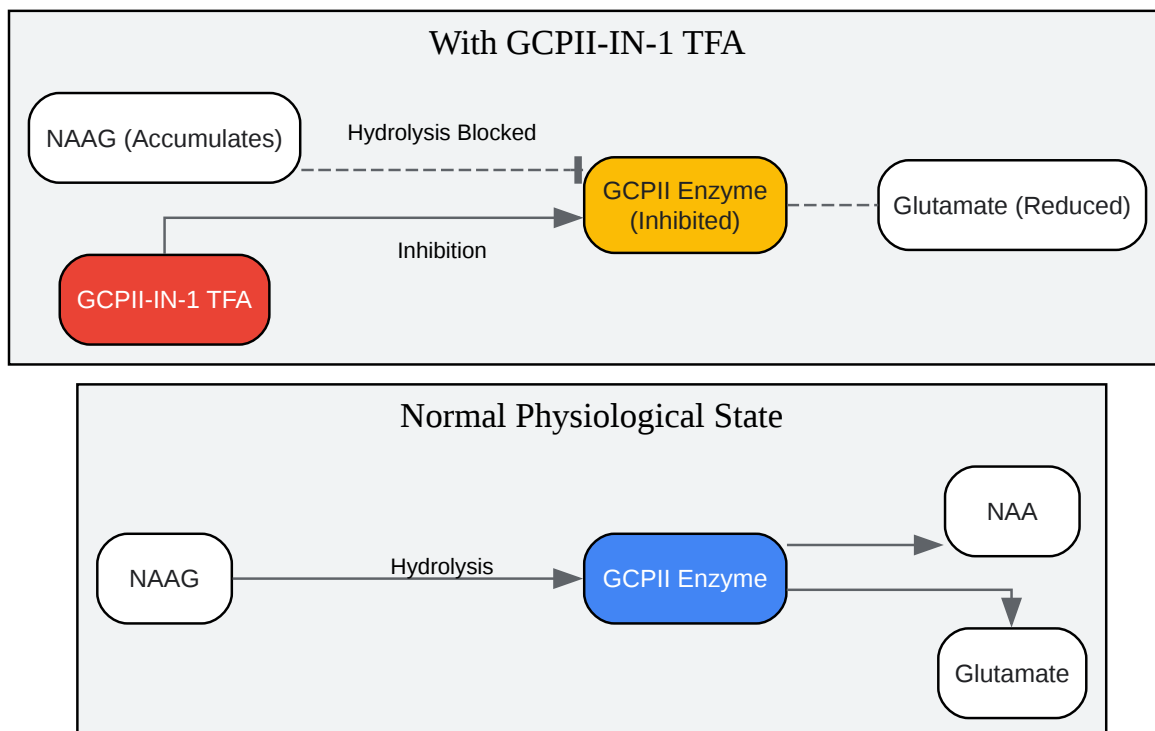 With GCPII-IN-1 TFA
NAAG (Accumulates)
Hydrolysis Blocked
GCPII Enzyme
(Inhibited)
Glutamate (Reduced)
Inhibition
GCPII-IN-1 TFA
Normal Physiological State
NAA
NAAG
Hydrolysis
GCPII Enzyme
Glutamate